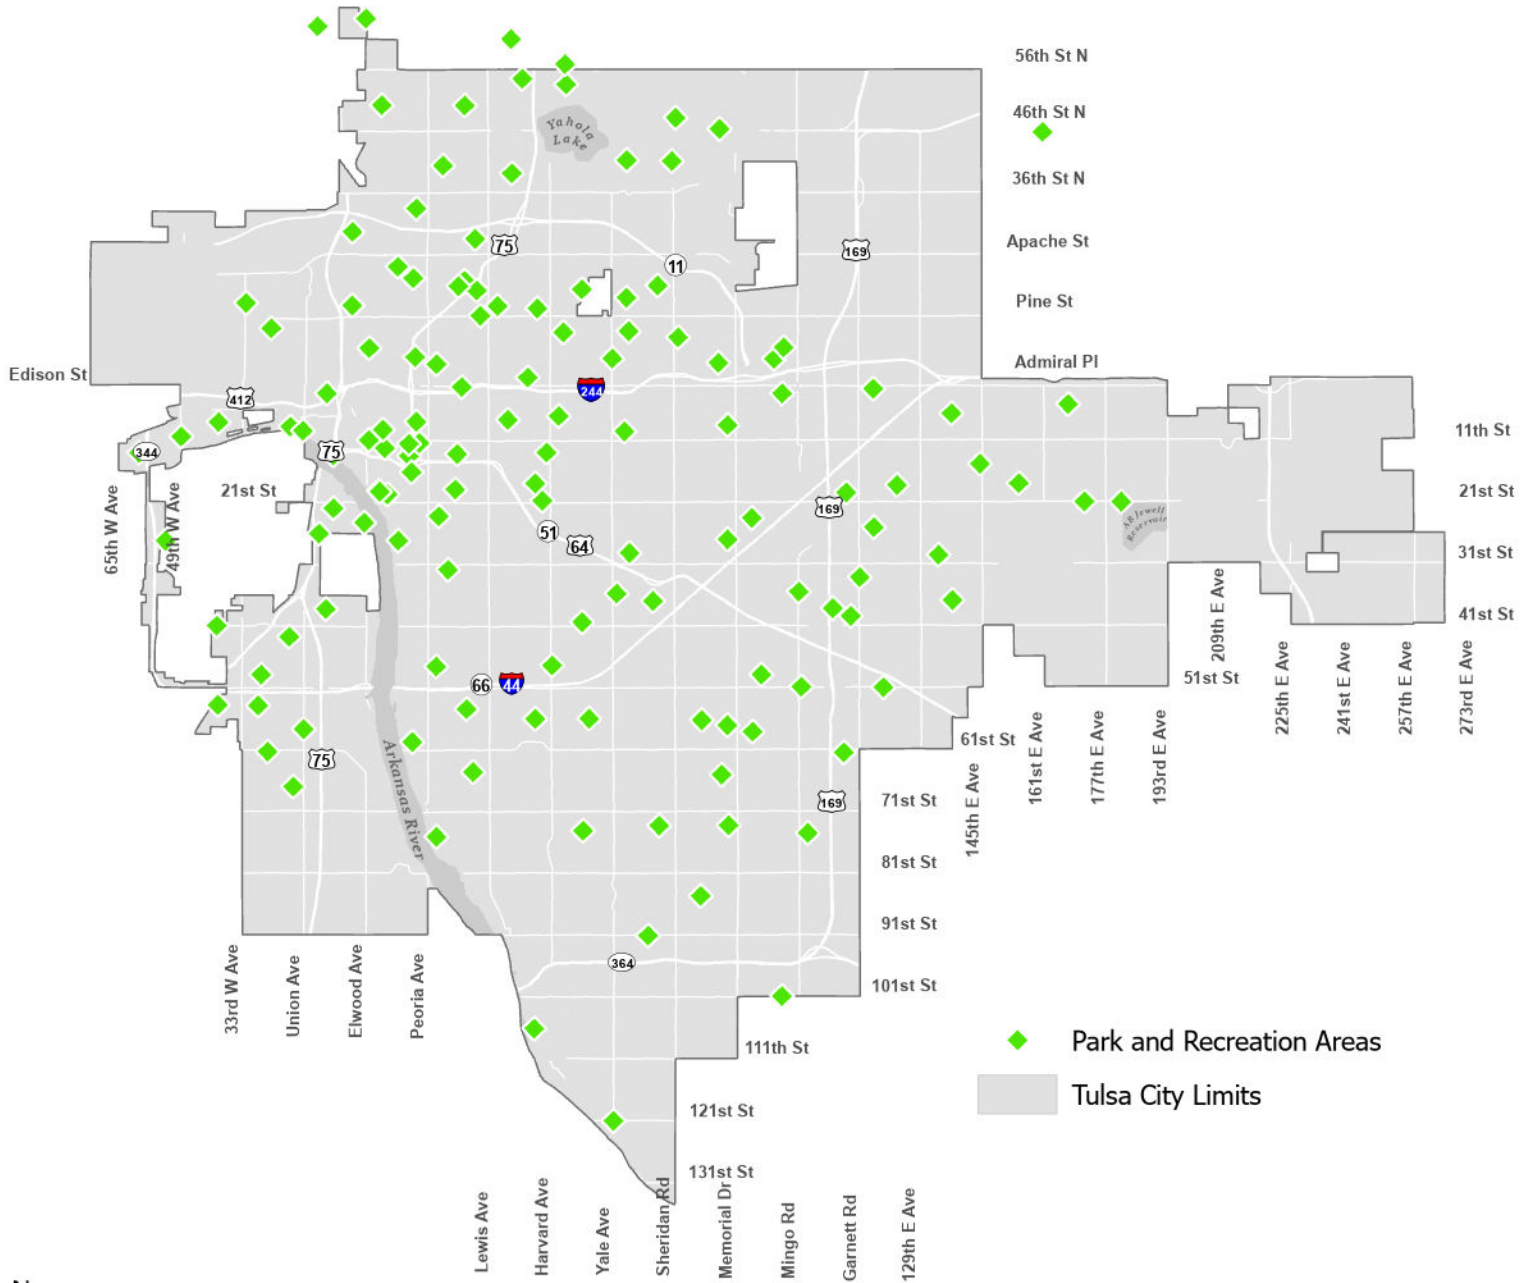 56th St N
46th St N
Yahola
Lake
36th St N
Apache St
75
169
11
Pine St
Admiral Pl
Edison St
244
412
11th St
344
75
21st St
21st St
169
65th W Ave
49th W Ave
51
64
AB Jewell
Reservoir
31st St
209th E Ave
41st St
66
44
51st St
225th E Ave
241st E Ave
257th E Ave
273rd E Ave
61st St
145th E Ave
161st E Ave
177th E Ave
193rd E Ave
75
Arkansas River
169
71st St
81st St
91st St
364
101st St
33rd W Ave
Union Ave
Elwood Ave
Peoria Ave
Park and Recreation Areas
111th St
Tulsa City Limits
121st St
131st St
Lewis Ave
Harvard Ave
Yale Ave
Sheridan Rd
Memorial Dr
Mingo Rd
Garnett Rd
129th E Ave